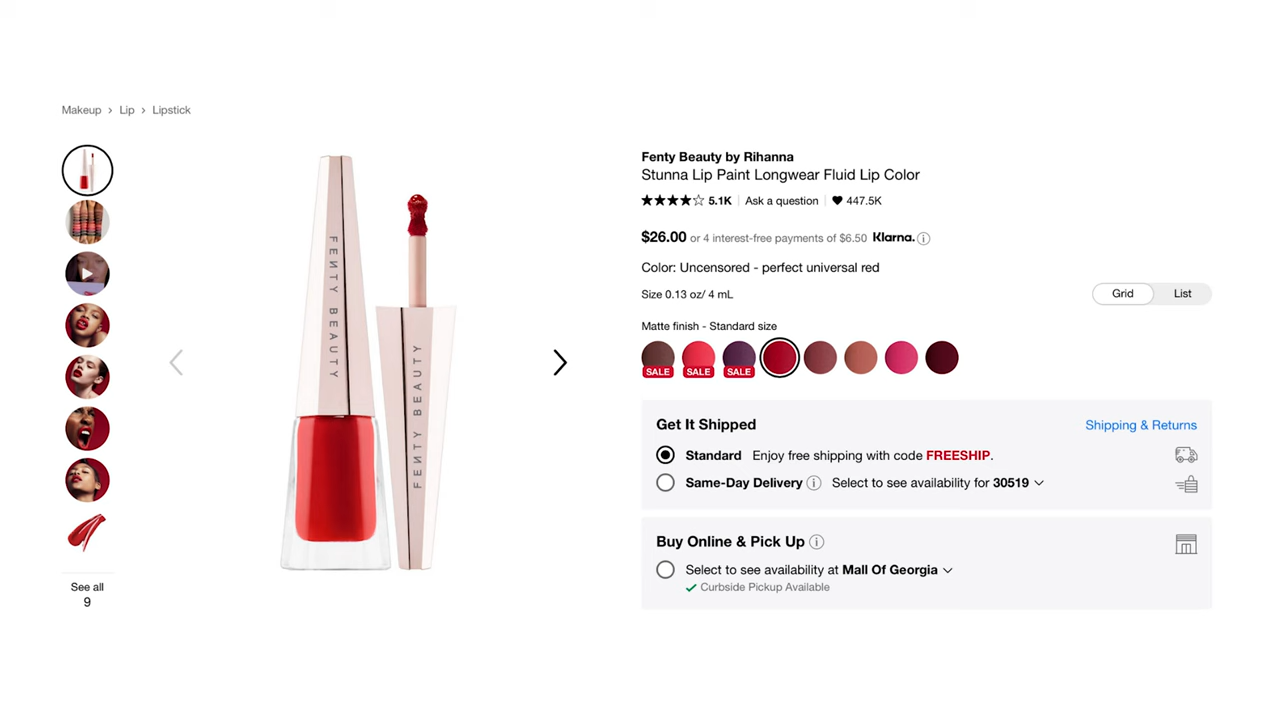 Makeup > Lip > Lipstick
FENTY BEAUTY
FENTY BEAUTY
See all
9
Fenty Beauty by Rihanna
Stunna Lip Paint Longwear Fluid Lip Color
5.1K | Ask a question | 447.5K
$26.00 or 4 interest-free payments of $6.50 Klarna.
Color: Uncensored - perfect universal red
Size 0.13 oz/ 4 mL
Grid List
Matte finish - Standard size
SALE SALE SALE
Get It Shipped Shipping & Returns
Standard Enjoy free shipping with code FREESHIP.
Same-Day Delivery Select to see availability for 30519
Buy Online & Pick Up
Select to see availability at Mall Of Georgia
Curbside Pickup Available